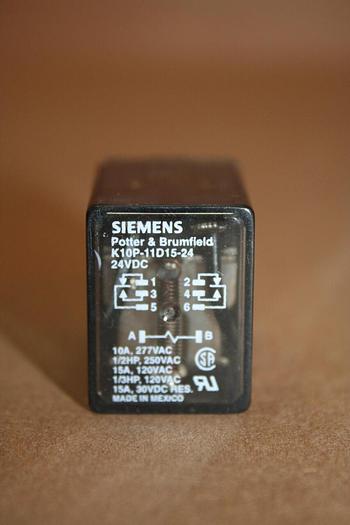 SIEMENS
Potter & Brumfield
K10P-11D15-24
24VDC
1 2
3 4
5 6
A B
10A, 277VAC
1/2HP, 250VAC
15A, 120VAC
1/3HP, 120VAC
15A, 30VDC RES.
MADE IN MEXICO